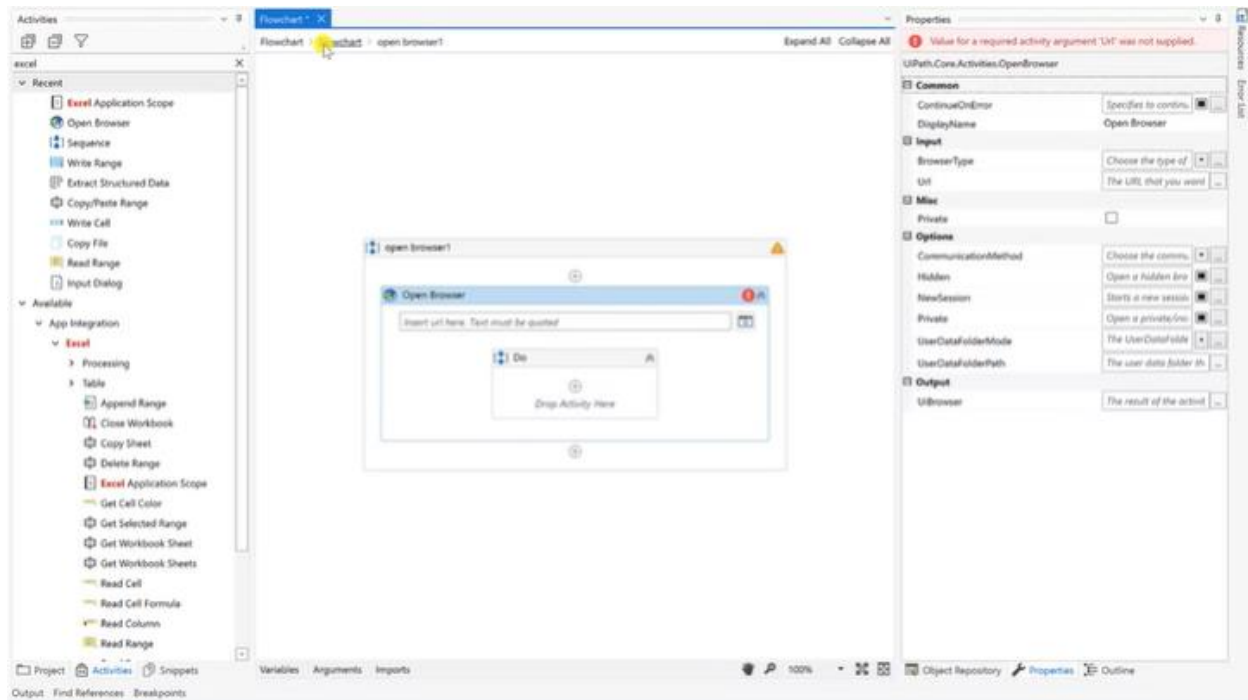 Activities
excel
Recent
Excel Application Scope
Open Browser
Sequence
Write Range
Extract Structured Data
Copy/Paste Range
Write Cell
Copy File
Read Range
Input Dialog
Available
App Integration
Excel
Processing
Table
Append Range
Close Workbook
Copy Sheet
Delete Range
Excel Application Scope
Get Cell Color
Get Selected Range
Get Workbook Sheet
Get Workbook Sheets
Read Cell
Read Cell Formula
Read Column
Read Range
Project Activities Snippets
Output Find References Breakpoints
Flowchart*
Flowchart > Flowchart > open browser1
Expand All Collapse All
open browser1
Open Browser
Insert url here. Text must be quoted
Do
Drop Activity Here
Variables Arguments Imports
100%
Properties
Value for a required activity argument 'Url' was not supplied.
UiPath.Core.Activities.OpenBrowser
Common
ContinueOnError Specifies to continu
DisplayName Open Browser
Input
BrowserType Choose the type of
Url The URL that you want
Misc
Private
Options
CommunicationMethod Choose the commu
Hidden Open a hidden bro
NewSession Starts a new session
Private Open a private/inc
UserDataFolderMode The UserDataFolde
UserDataFolderPath The user data folder th
Output
UiBrowser The result of the activit
Object Repository Properties Outline
Resources
Error List